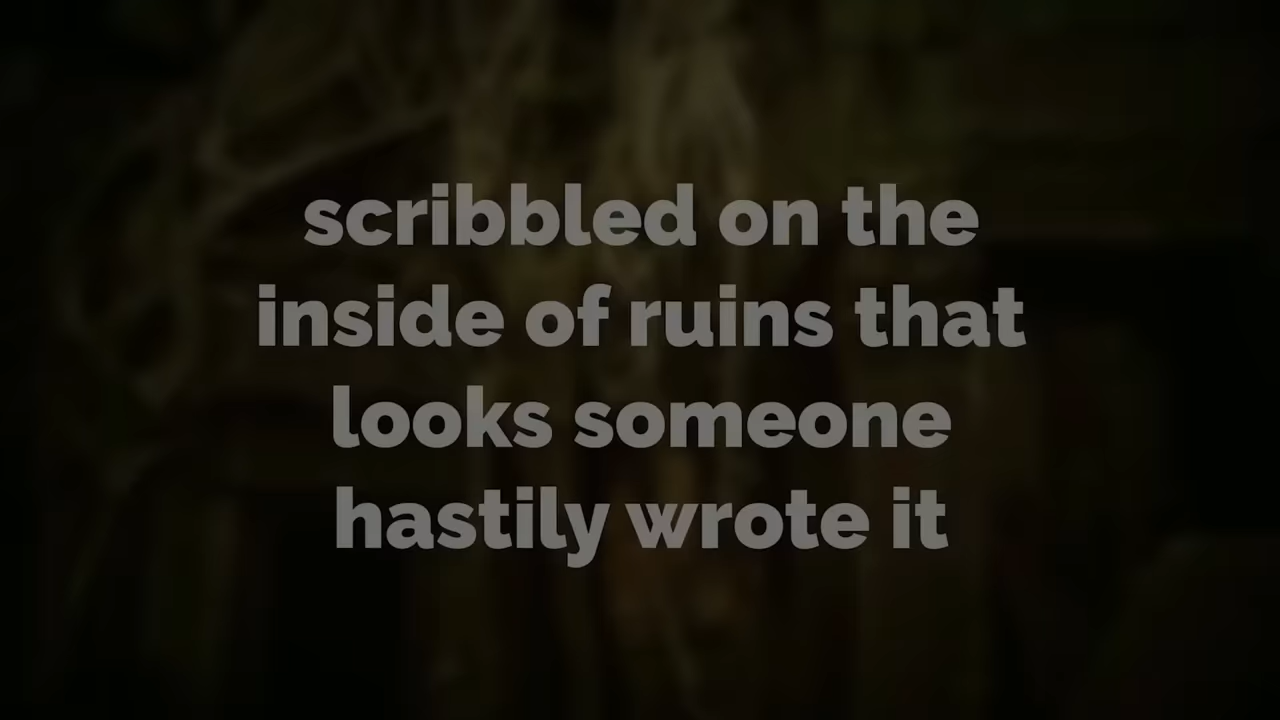 scribbled on the
inside of ruins that
looks someone
hastily wrote it